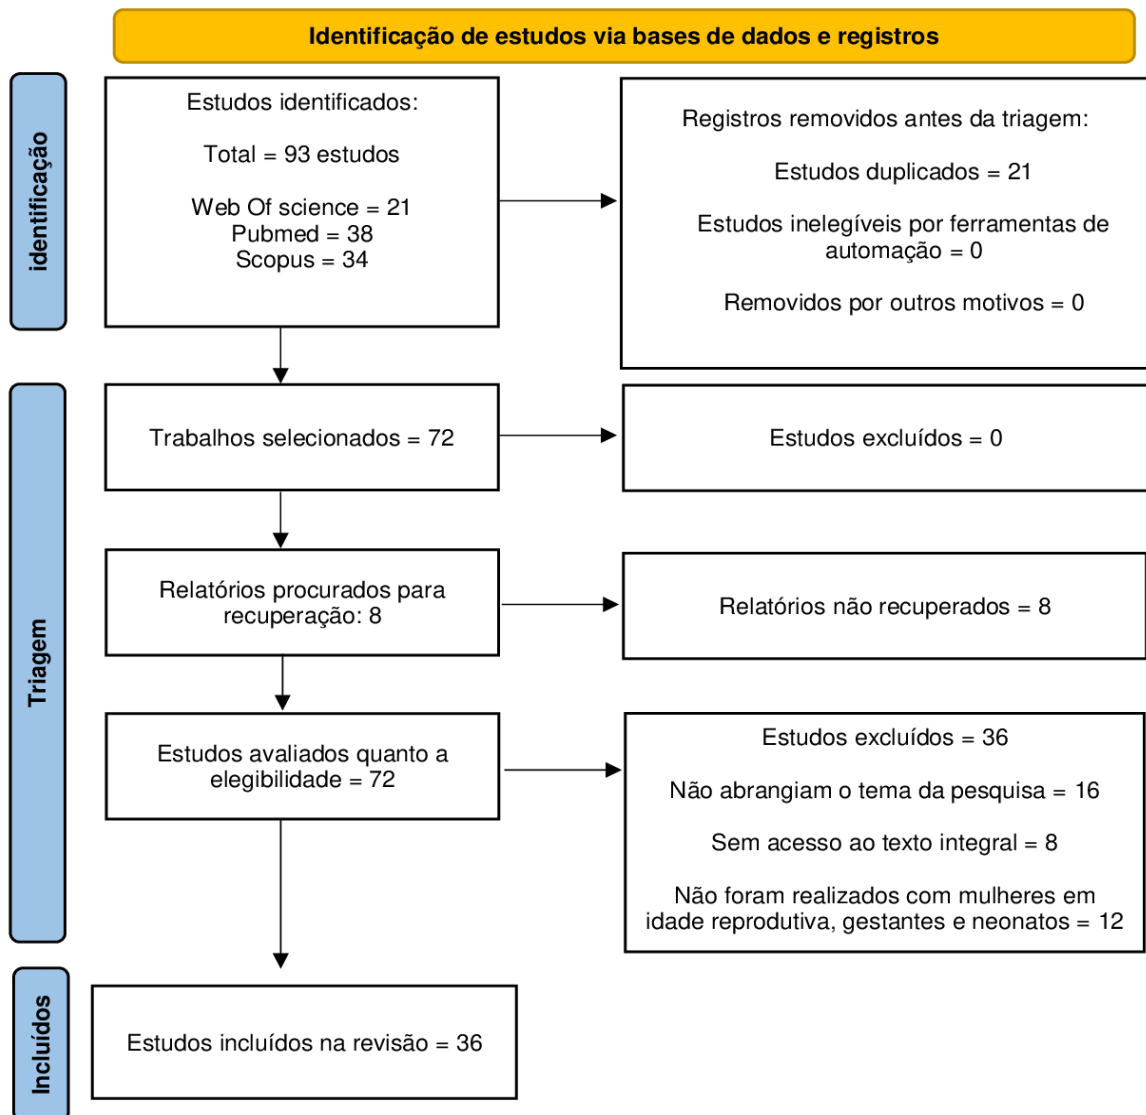 Identificação de estudos via bases de dados e registros
identificação
Estudos identificados:
Total = 93 estudos
Web Of science = 21
Pubmed = 38
Scopus = 34
Registros removidos antes da triagem:
Estudos duplicados = 21
Estudos inelegíveis por ferramentas de
automação = 0
Removidos por outros motivos = 0
Triagem
Trabalhos selecionados = 72
Estudos excluídos = 0
Relatórios procurados para
recuperação: 8
Relatórios não recuperados = 8
Estudos avaliados quanto a
elegibilidade = 72
Estudos excluídos = 36
Não abrangiam o tema da pesquisa = 16
Sem acesso ao texto integral = 8
Não foram realizados com mulheres em
idade reprodutiva, gestantes e neonatos = 12
Incluídos
Estudos incluídos na revisão = 36